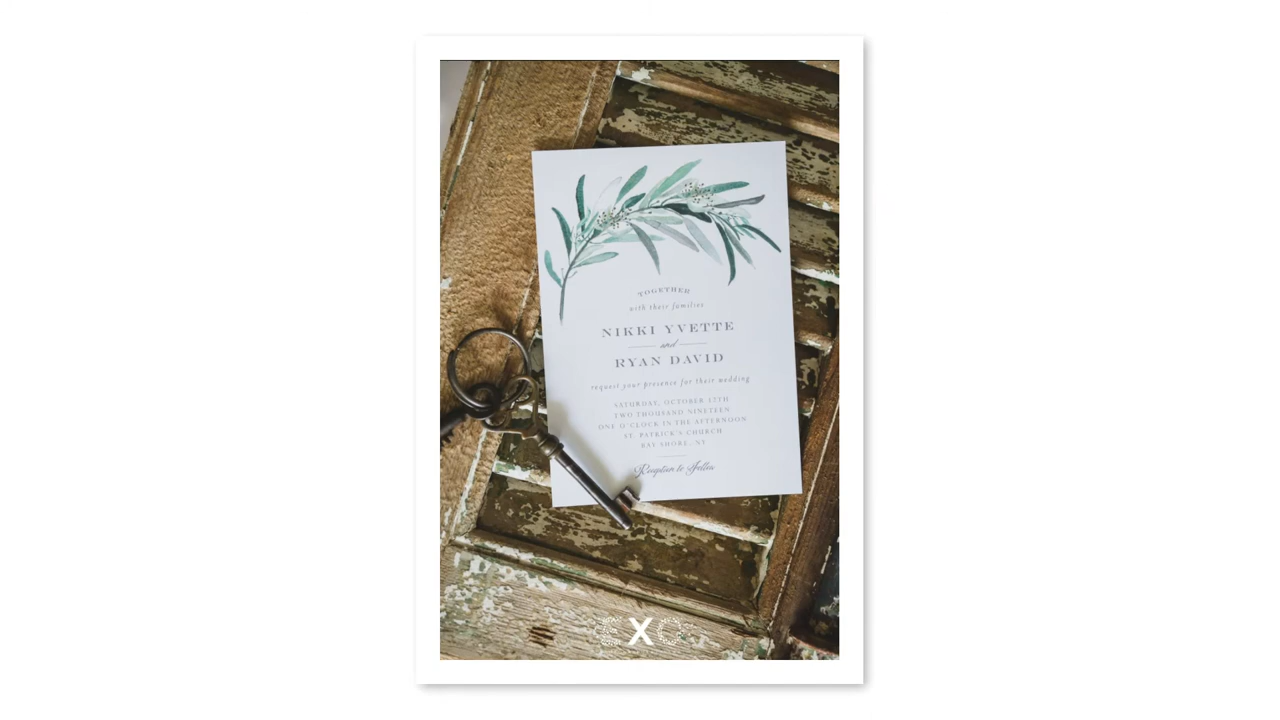 TOGETHER
with their families
NIKKI YVETTE
and
RYAN DAVID
request your presence for their wedding
SATURDAY, OCTOBER 12TH
TWO THOUSAND NINETEEN
ONE O'CLOCK IN THE AFTERNOON
ST. PATRICK'S CHURCH
BAY SHORE, NY
Reception to Follow
X